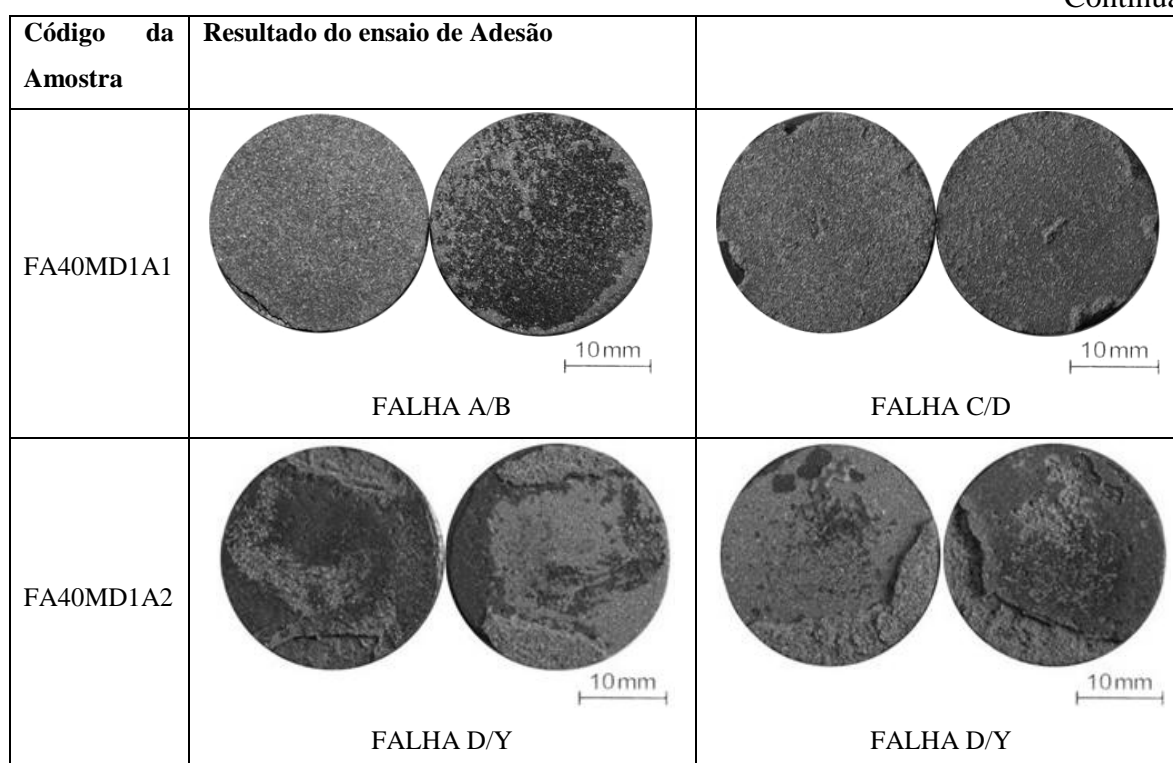 Continua
Código da Resultado do ensaio de Adesão
Amostra
FA40MD1A1
10mm 10mm
FALHA A/B FALHA C/D
FA40MD1A2
10mm 10mm
FALHA D/Y FALHA D/Y